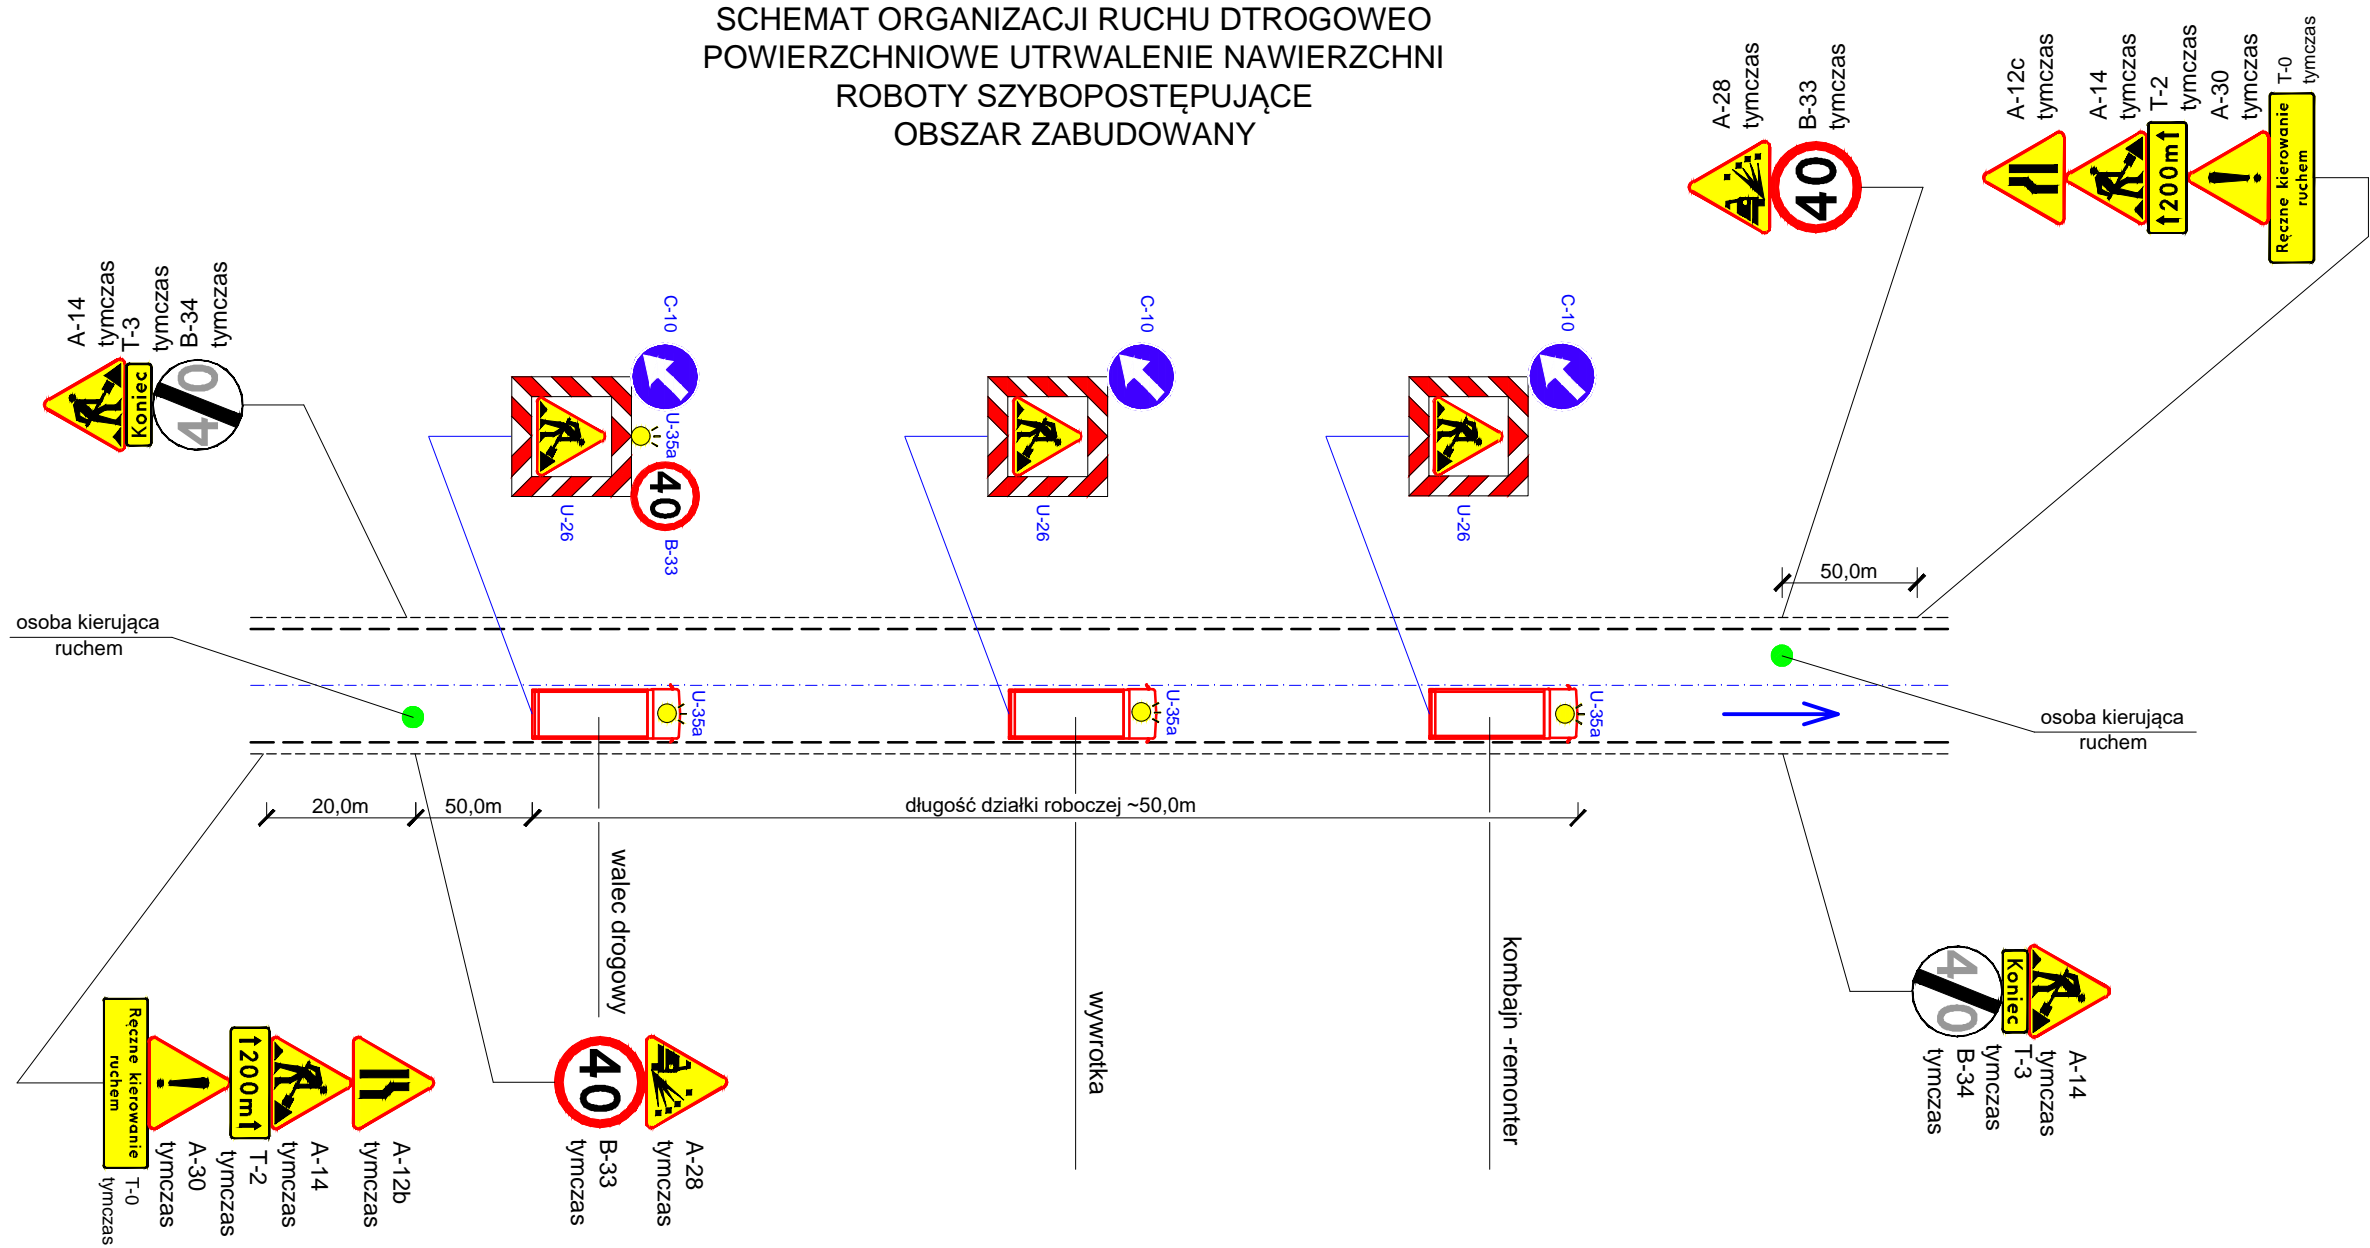 SCHEMAT ORGANIZACJI RUCHU DTROGOWEO
POWIERZCHNIOWE UTRWALENIE NAWIERZCHNI
ROBOTY SZYBOPOSTĘPUJĄCE
OBSZAR ZABUDOWANY
A-28
tymczas
B-33
tymczas
40
A-12c
tymczas
A-14
tymczas
T-2
tymczas
A-30
tymczas
T-0
tymczas
200m
Ręczne kierowanie
ruchem
A-14
tymczas
T-3
tymczas
B-34
tymczas
Koniec
40
C-10
U-35a
40
B-33
U-26
C-10
U-26
C-10
U-26
50,0m
osoba kierująca
ruchem
U-35a
U-35a
U-35a
osoba kierująca
ruchem
20,0m
50,0m
długość działki roboczej ~50,0m
walec drogowy
wywrotka
kombajn -remonter
40
Koniec
A-14
tymczas
T-3
tymczas
B-34
tymczas
Ręczne kierowanie
ruchem
200m
T-0
tymczas
A-30
tymczas
T-2
tymczas
A-14
tymczas
A-12b
tymczas
40
B-33
tymczas
A-28
tymczas